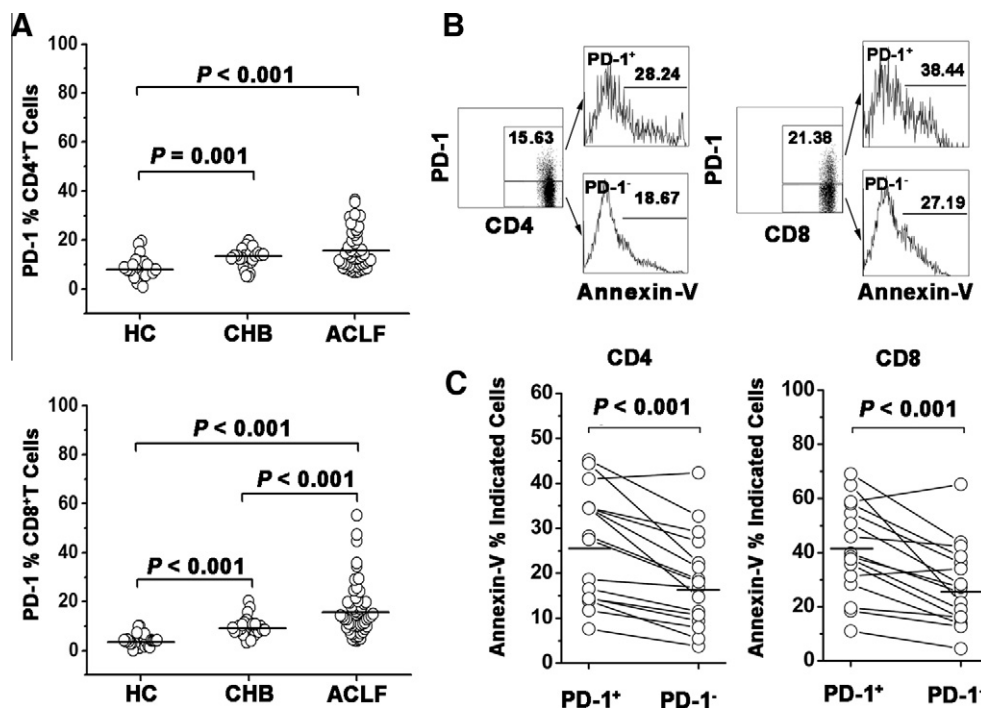 A
PD-1 % CD4+T Cells
100
80
60
40
20
0
P < 0.001
P = 0.001
HC CHB ACLF
PD-1 % CD8+T Cells
100
80
60
40
20
0
P < 0.001
P < 0.001
P < 0.001
HC CHB ACLF
B
PD-1
15.63
CD4
PD-1+
28.24
PD-1-
18.67
Annexin-V
PD-1
21.38
CD8
PD-1+
38.44
PD-1-
27.19
Annexin-V
C
CD4
Annexin-V % Indicated Cells
60
50
40
30
20
10
0
P < 0.001
PD-1+ PD-1-
CD8
Annexin-V % Indicated Cells
100
80
60
40
20
0
P < 0.001
PD-1+ PD-1-